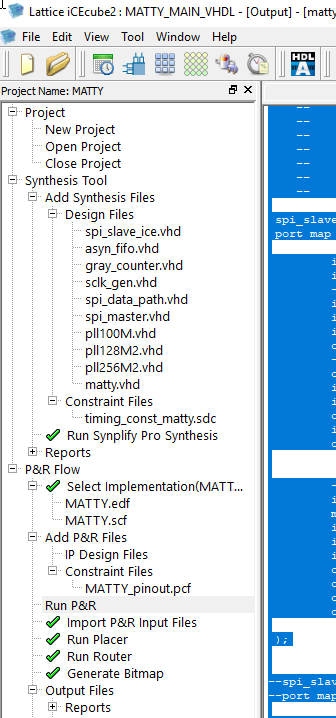 Lattice iCEcube2 : MATTY_MAIN_VHDL - [Output] - [matty
File View Edit Tool Window Help
HDL
Project Name: MATTY
Project
New Project
Open Project
Close Project
Synthesis Tool
Add Synthesis Files
Design Files
spi_slave_ice.vhd
asyn_fifo.vhd
gray_counter.vhd
sclk_gen.vhd
spi_data_path.vhd
spi_master.vhd
pll100M.vhd
pll128M2.vhd
pll256M2.vhd
matty.vhd
Constraint Files
timing_const_matty.sdc
Run Synplify Pro Synthesis
Reports
P&R Flow
Select Implementation(MATT...
MATTY.edf
MATTY.scf
Add P&R Files
IP Design Files
Constraint Files
MATTY_pinout.pcf
Run P&R
Import P&R Input Files
Run Placer
Run Router
Generate Bitmap
Output Files
Reports
--
--
--
--
--
spi_slave
port map
);
--spi_sla
--port ma